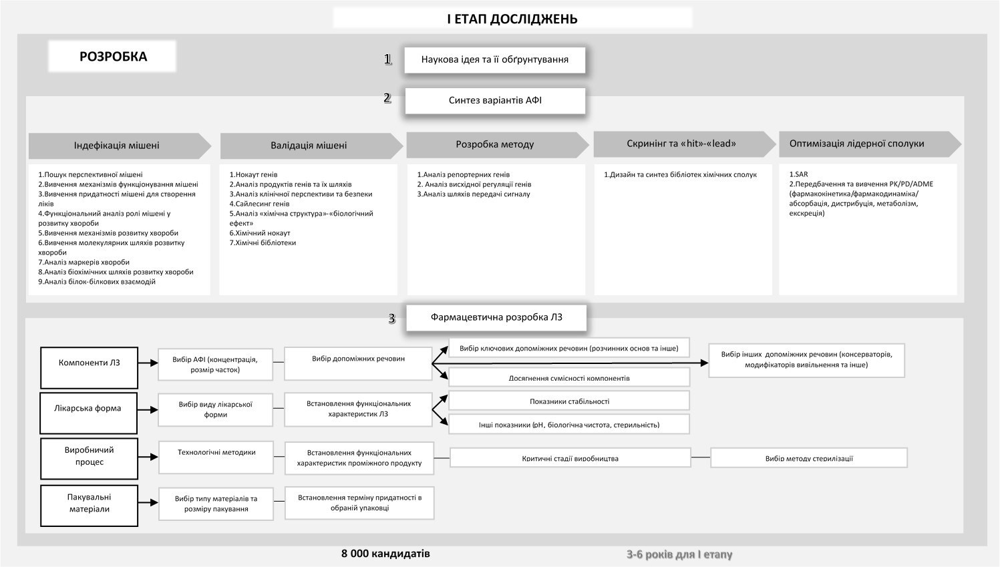 І ЕТАП ДОСЛІДЖЕНЬ
РОЗРОБКА
1
Наукова ідея та її обґрунтування
2
Синтез варіантів АФІ
Індефікація мішені
1.Пошук перспективної мішені
2.Вивчення механізмів функціонування мішені
3.Вивчення придатності мішені для створення
ліків
4.Функціональний аналіз ролі мішені у
розвитку хвороби
5.Вивчення механізмів розвитку хвороби
6.Вивчення молекулярних шляхів розвитку
хвороби
7.Аналіз маркерів хвороби
8.Аналіз біохімічних шляхів розвитку хвороби
9.Аналіз білок-білкових взаємодій
Валідація мішені
1.Нокаут генів
2.Аналіз продуктів генів та їх шляхів
3.Аналіз клінічної перспективи та безпеки
4.Сайлесинг генів
5.Аналіз «хімічна структура»-«біологічний
ефект»
6.Хімічний нокаут
7.Хімічні бібліотеки
Розробка методу
1.Аналіз репортерних генів
2. Аналіз висхідної регуляції генів
3.Аналіз шляхів передачі сигналу
Скринінг та «hit»-«lead»
1.Дизайн та синтез бібліотек хімічних сполук
Оптимізація лідерної сполуки
1.SAR
2.Передбачення та вивчення PK/PD/ADME
(фармакокінетика/фармакодинаміка/
абсорбація, дистрибуція, метаболізм,
екскреція)
3
Фармацевтична розробка ЛЗ
Компоненти ЛЗ
Вибір АФІ (концентрація,
розмір часток)
Вибір допоміжних речовин
Вибір ключових допоміжних речовин (розчинних основ та інше)
Досягнення сумісності компонентів
Вибір інших допоміжних речовин (консерваторів,
модифікаторів вивільнення та інше)
Лікарська форма
Вибір виду лікарської
форми
Встановлення функціональних
характеристик ЛЗ
Показники стабільності
Інші показники (pH, біологічна чистота, стерильність)
Виробничий
процес
Технологічні методики
Встановлення функціональних
характеристик проміжного продукту
Критичні стадії виробництва
Вибір методу стерилізації
Пакувальні
матеріали
Вибір типу матеріалів та
розміру пакування
Встановлення терміну придатності в
обраній упаковці
8 000 кандидатів
3-6 років для І етапу